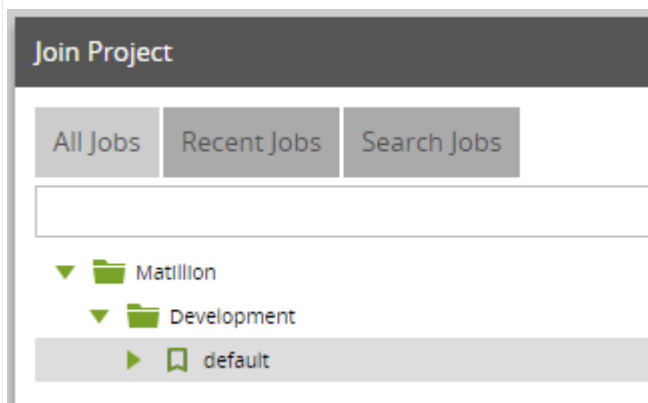 Join Project
All Jobs Recent Jobs Search Jobs
Matillion
Development
default